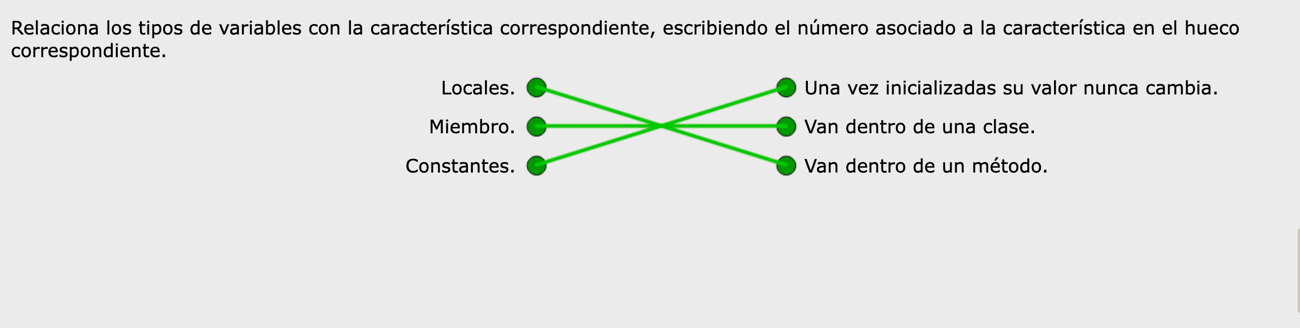 Relaciona los tipos de variables con la característica correspondiente, escribiendo el número asociado a la característica en el hueco
correspondiente.
Locales. Una vez inicializadas su valor nunca cambia.
Miembro. Van dentro de una clase.
Constantes. Van dentro de un método.